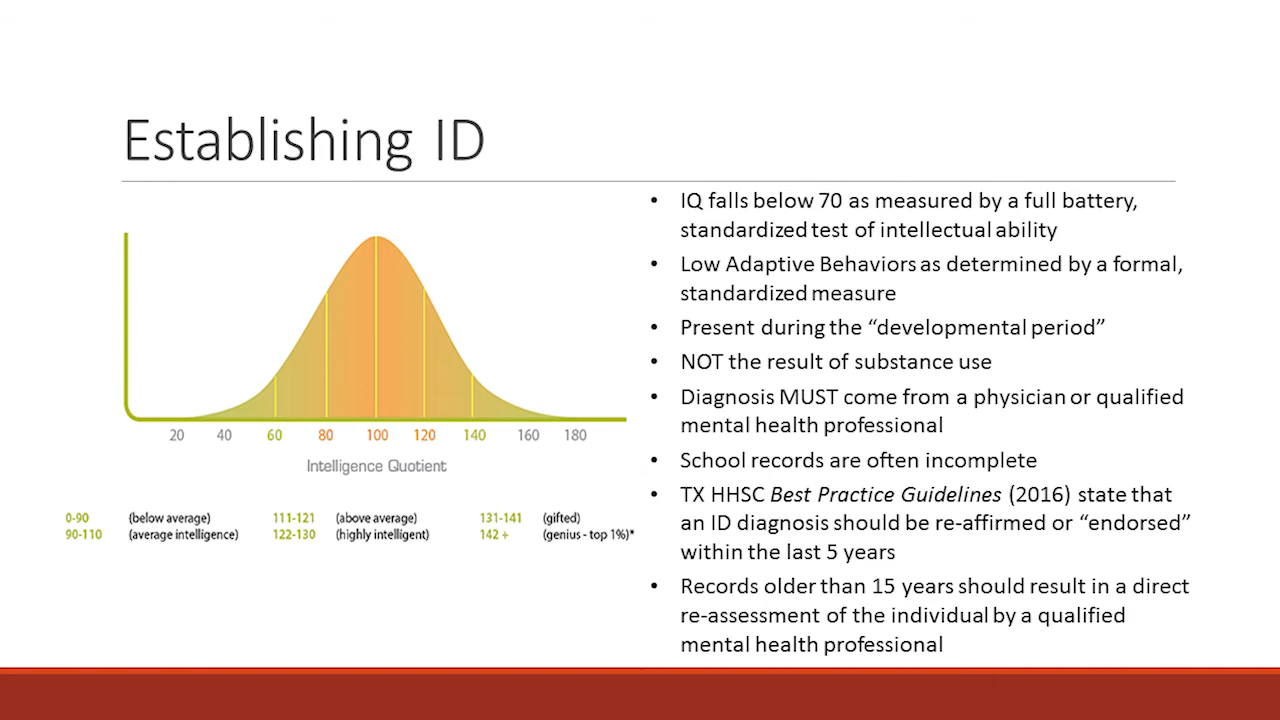 Establishing ID
20 40 60 80 100 120 140 160 180
Intelligence Quotient
0-90 (below average) 111-121 (above average) 131-141 (gifted)
90-110 (average intelligence) 122-130 (highly intelligent) 142 + (genius - top 1%)*
• IQ falls below 70 as measured by a full battery,
standardized test of intellectual ability
• Low Adaptive Behaviors as determined by a formal,
standardized measure
• Present during the “developmental period”
• NOT the result of substance use
• Diagnosis MUST come from a physician or qualified
mental health professional
• School records are often incomplete
• TX HHSC Best Practice Guidelines (2016) state that
an ID diagnosis should be re-affirmed or “endorsed”
within the last 5 years
• Records older than 15 years should result in a direct
re-assessment of the individual by a qualified
mental health professional